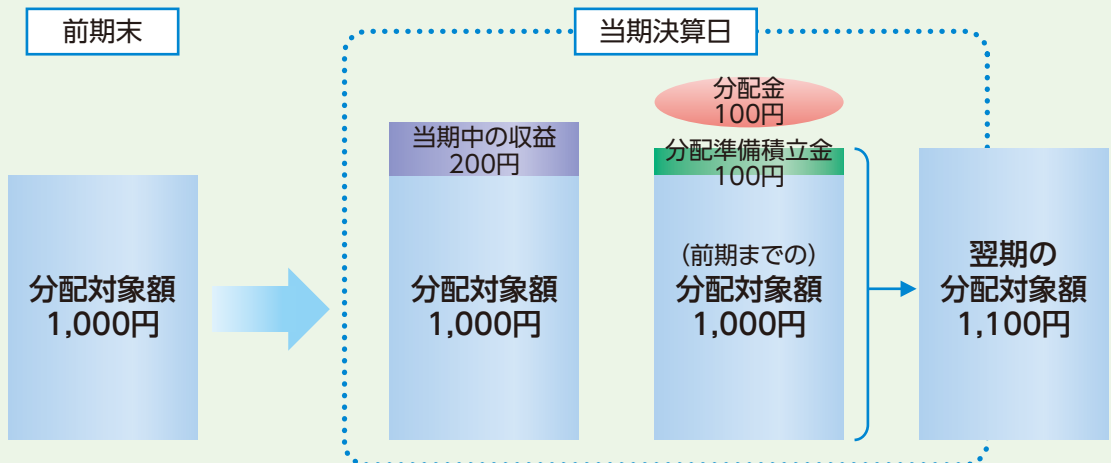 前期末
当期決算日
分配対象額
1,000円
当期中の収益
200円
分配対象額
1,000円
分配金
100円
分配準備積立金
100円
(前期までの)
分配対象額
1,000円
翌期の
分配対象額
1,100円